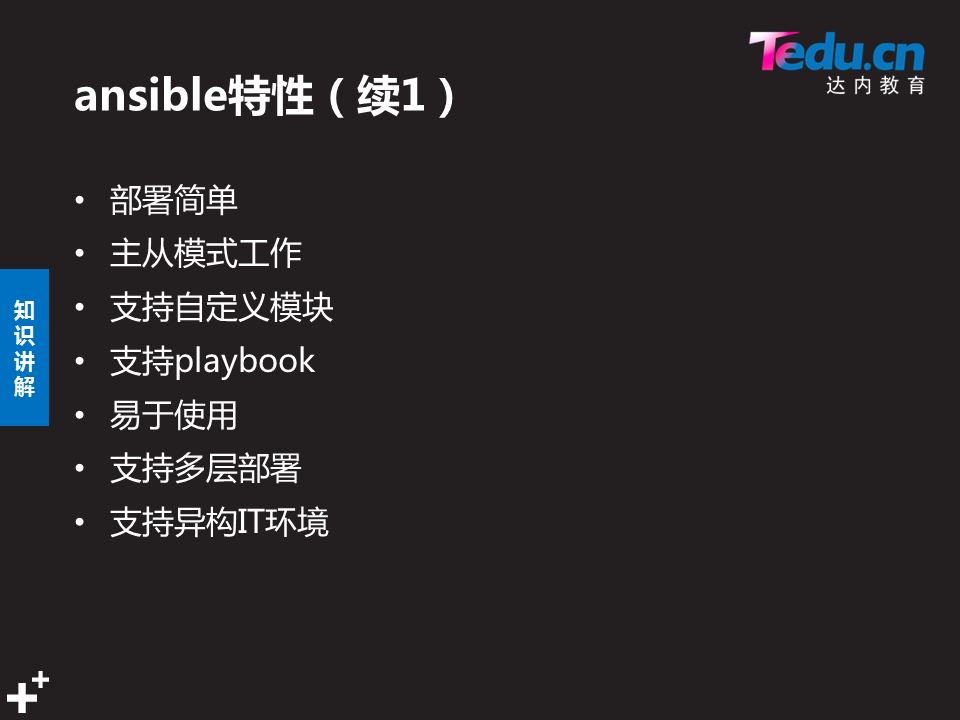 Tedu.cn
达内教育
ansible特性（续1）
• 部署简单
• 主从模式工作
• 支持自定义模块
• 支持playbook
• 易于使用
• 支持多层部署
• 支持异构IT环境
知
识
讲
解